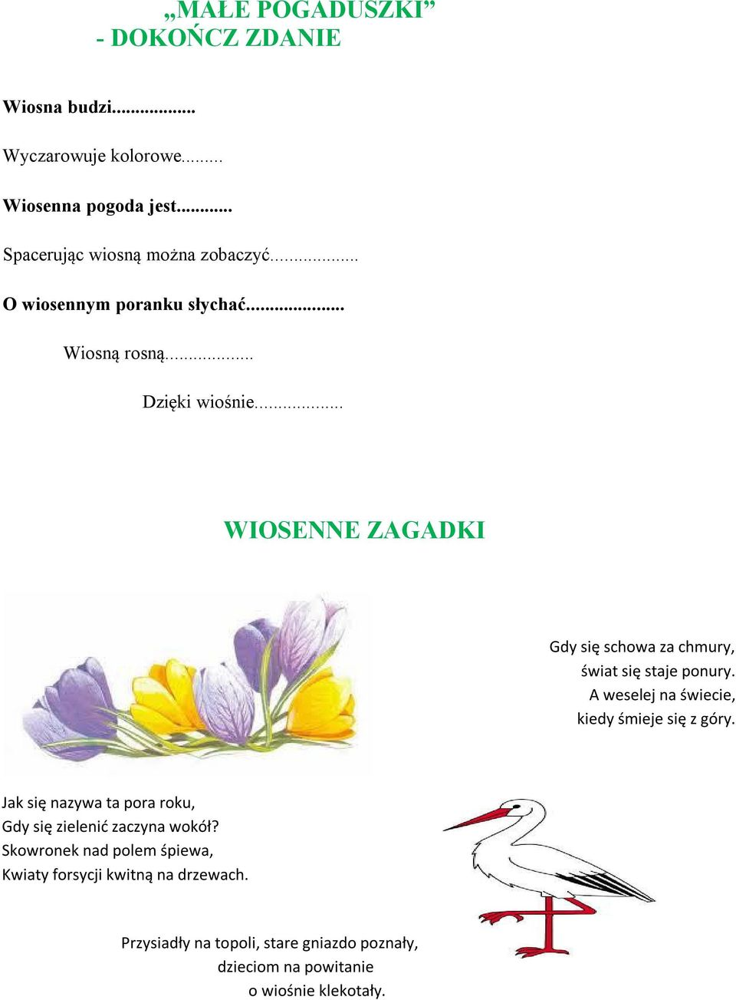 „MAŁE POGADUSZKI”
- DOKOŃCZ ZDANIE
Wiosna budzi..................
Wyczarowuje kolorowe.........
Wiosenna pogoda jest............
Spacerując wiosną można zobaczyć...................
O wiosennym poranku słychać.....................
Wiosną rosną...................
Dzięki wiośnie...................
WIOSENNE ZAGADKI
Gdy się schowa za chmury,
świat się staje ponury.
A weselej na świecie,
kiedy śmieje się z góry.
Jak się nazywa ta pora roku,
Gdy się zielenić zaczyna wokół?
Skowronek nad polem śpiewa,
Kwiaty forsycji kwitną na drzewach.
Przysiadły na topoli, stare gniazdo poznały,
dzieciom na powitanie
o wiośnie klekotały.